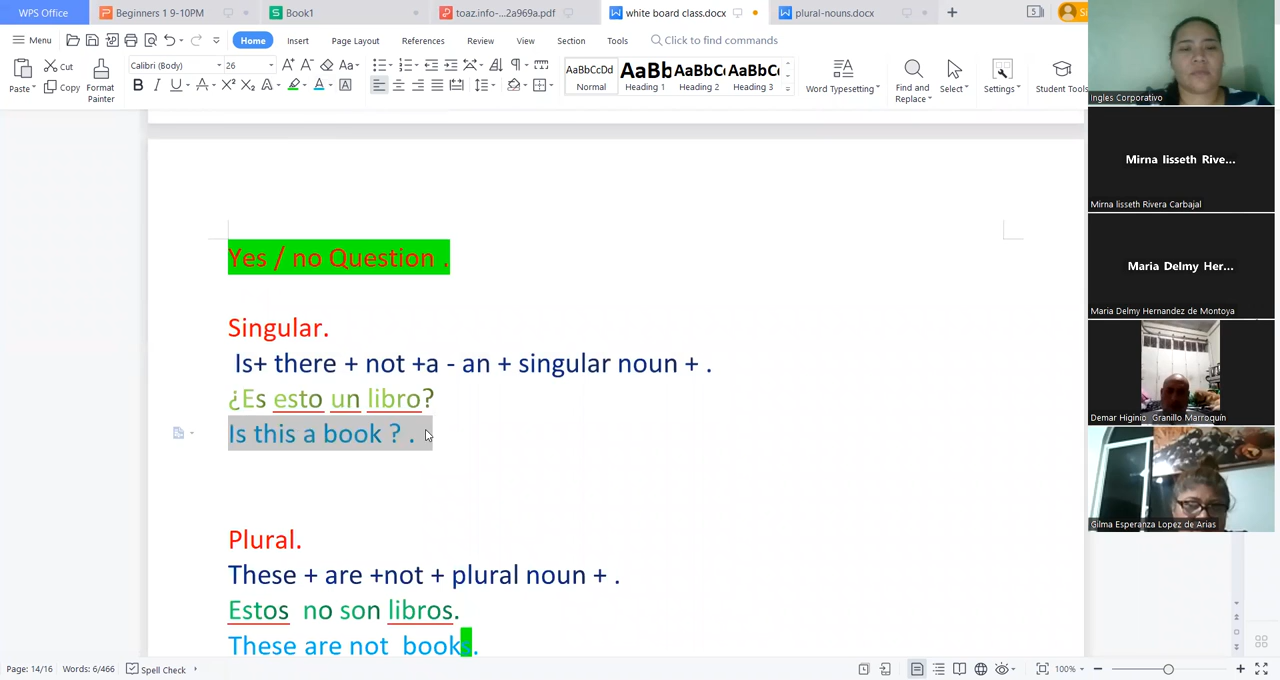 WPS Office
Beginners 1 9-10PM
Book1
toaz.info-...2a969a.pdf
white board class.docx
plural-nouns.docx
5
Menu
Home
Insert
Page Layout
References
Review
View
Section
Tools
Click to find commands
Paste
Cut
Copy
Format Painter
Calibri (Body)
26
AaBbCcDd
Normal
AaBb
Heading 1
AaBbC
Heading 2
AaBbC
Heading 3
Word Typesetting
Find and Replace
Select
Settings
Student Tools
Yes / no Question .
Singular.
Is+ there + not +a - an + singular noun + .
¿Es esto un libro?
Is this a book ? .
Plural.
These + are +not + plural noun + .
Estos no son libros.
These are not books.
Ingles Corporativo
Mirna lisseth Rive...
Mirna lisseth Rivera Carbajal
Maria Delmy Her...
Maria Delmy Hernandez de Montoya
Demar Higinio Granillo Marroquín
Gilma Esperanza Lopez de Arias
Page: 14/16
Words: 6/466
Spell Check
100%